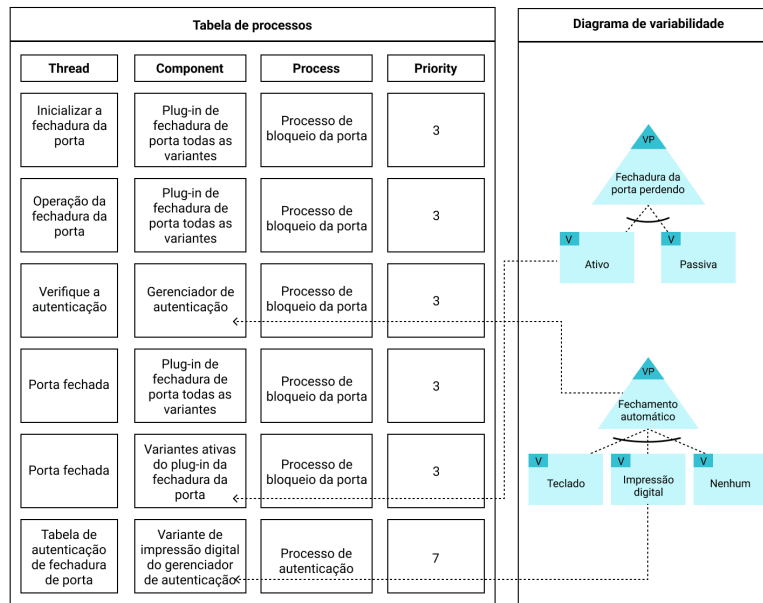 Tabela de processos
Thread
Component
Process
Priority
Inicializar a
fechadura da
porta
Plug-in de
fechadura de
porta todas as
variantes
Processo de
bloqueio da porta
3
Operação da
fechadura da
porta
Plug-in de
fechadura de
porta todas as
variantes
Processo de
bloqueio da porta
3
Verifique a
autenticação
Gerenciador de
autenticação
Processo de
bloqueio da porta
3
Porta fechada
Plug-in de
fechadura de
porta todas as
variantes
Processo de
bloqueio da porta
3
Porta fechada
Variantes ativas
do plug-in da
fechadura da
porta
Processo de
bloqueio da porta
3
Tabela de
autenticação
de fechadura
de porta
Variante de
impressão digital
do gerenciador
de autenticação
Processo de
autenticação
7
Diagrama de variabilidade
VP
Fechadura da
porta perdendo
V
Ativo
V
Passiva
VP
Fechamento
automático
V
Teclado
V
Impressão
digital
V
Nenhum